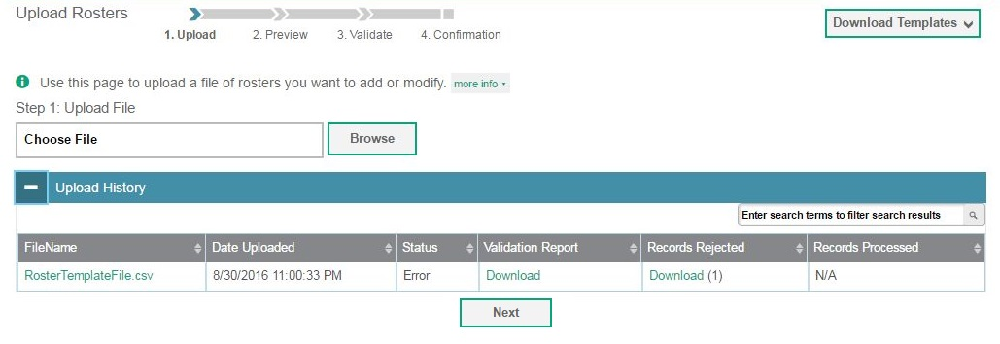 Upload Rosters
1. Upload 2. Preview 3. Validate 4. Confirmation
Download Templates
Use this page to upload a file of rosters you want to add or modify. more info
Step 1: Upload File
Choose File
Browse
Upload History
Enter search terms to filter search results
FileName Date Uploaded Status Validation Report Records Rejected Records Processed
RosterTemplateFile.csv 8/30/2016 11:00:33 PM Error Download Download (1) N/A
Next